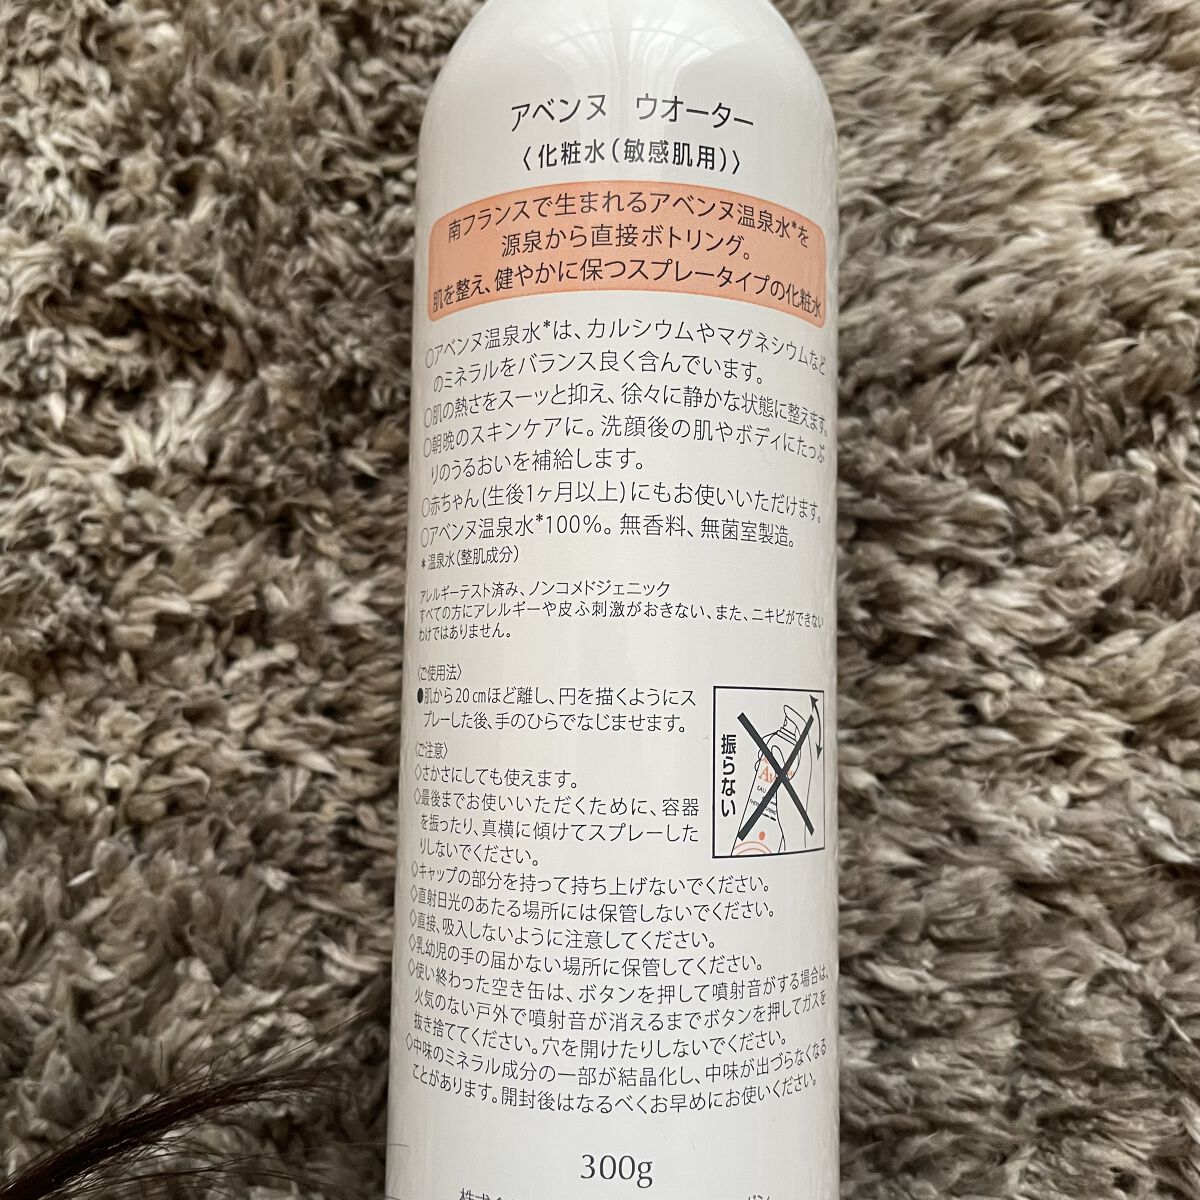 アベンヌ ウオーター
〈化粧水(敏感肌用)〉
南フランスで生まれるアベンヌ温泉水*を
源泉から直接ボトリング。
肌を整え、健やかに保つスプレータイプの化粧水
○アベンヌ温泉水*は、カルシウムやマグネシウムなど
のミネラルをバランス良く含んでいます。
○肌の熱さをスーッと抑え、徐々に静かな状態に整えます。
○朝晩のスキンケアに。洗顔後の肌やボディにたっぷ
りのうるおいを補給します。
○赤ちゃん(生後1ヶ月以上)にもお使いいただけます。
○アベンヌ温泉水*100%。無香料、無菌室製造。
*温泉水(整肌成分)
アレルギーテスト済み、ノンコメドジェニック
すべての方にアレルギーや皮ふ刺激がおきない、また、ニキビができない
わけではありません。
〈ご使用法〉
●肌から20cmほど離し、円を描くようにス
プレーした後、手のひらでなじませます。
振らない
〈ご注意〉
◇さかさにしても使えます。
◇最後までお使いいただくために、容器
を振ったり、真横に傾けてスプレーした
りしないでください。
◇キャップの部分を持って持ち上げないでください。
◇直射日光のあたる場所には保管しないでください。
◇直接、吸入しないように注意してください。
◇乳幼児の手の届かない場所に保管してください。
◇使い終わった空き缶は、ボタンを押して噴射音がする場合は、
火気のない戸外で噴射音が消えるまでボタンを押してガスを
抜き捨ててください。穴を開けたりしないでください。
◇中味のミネラル成分の一部が結晶化し、中味が出づらなくなる
ことがあります。開封後はなるべくお早めにお使いください。
300g